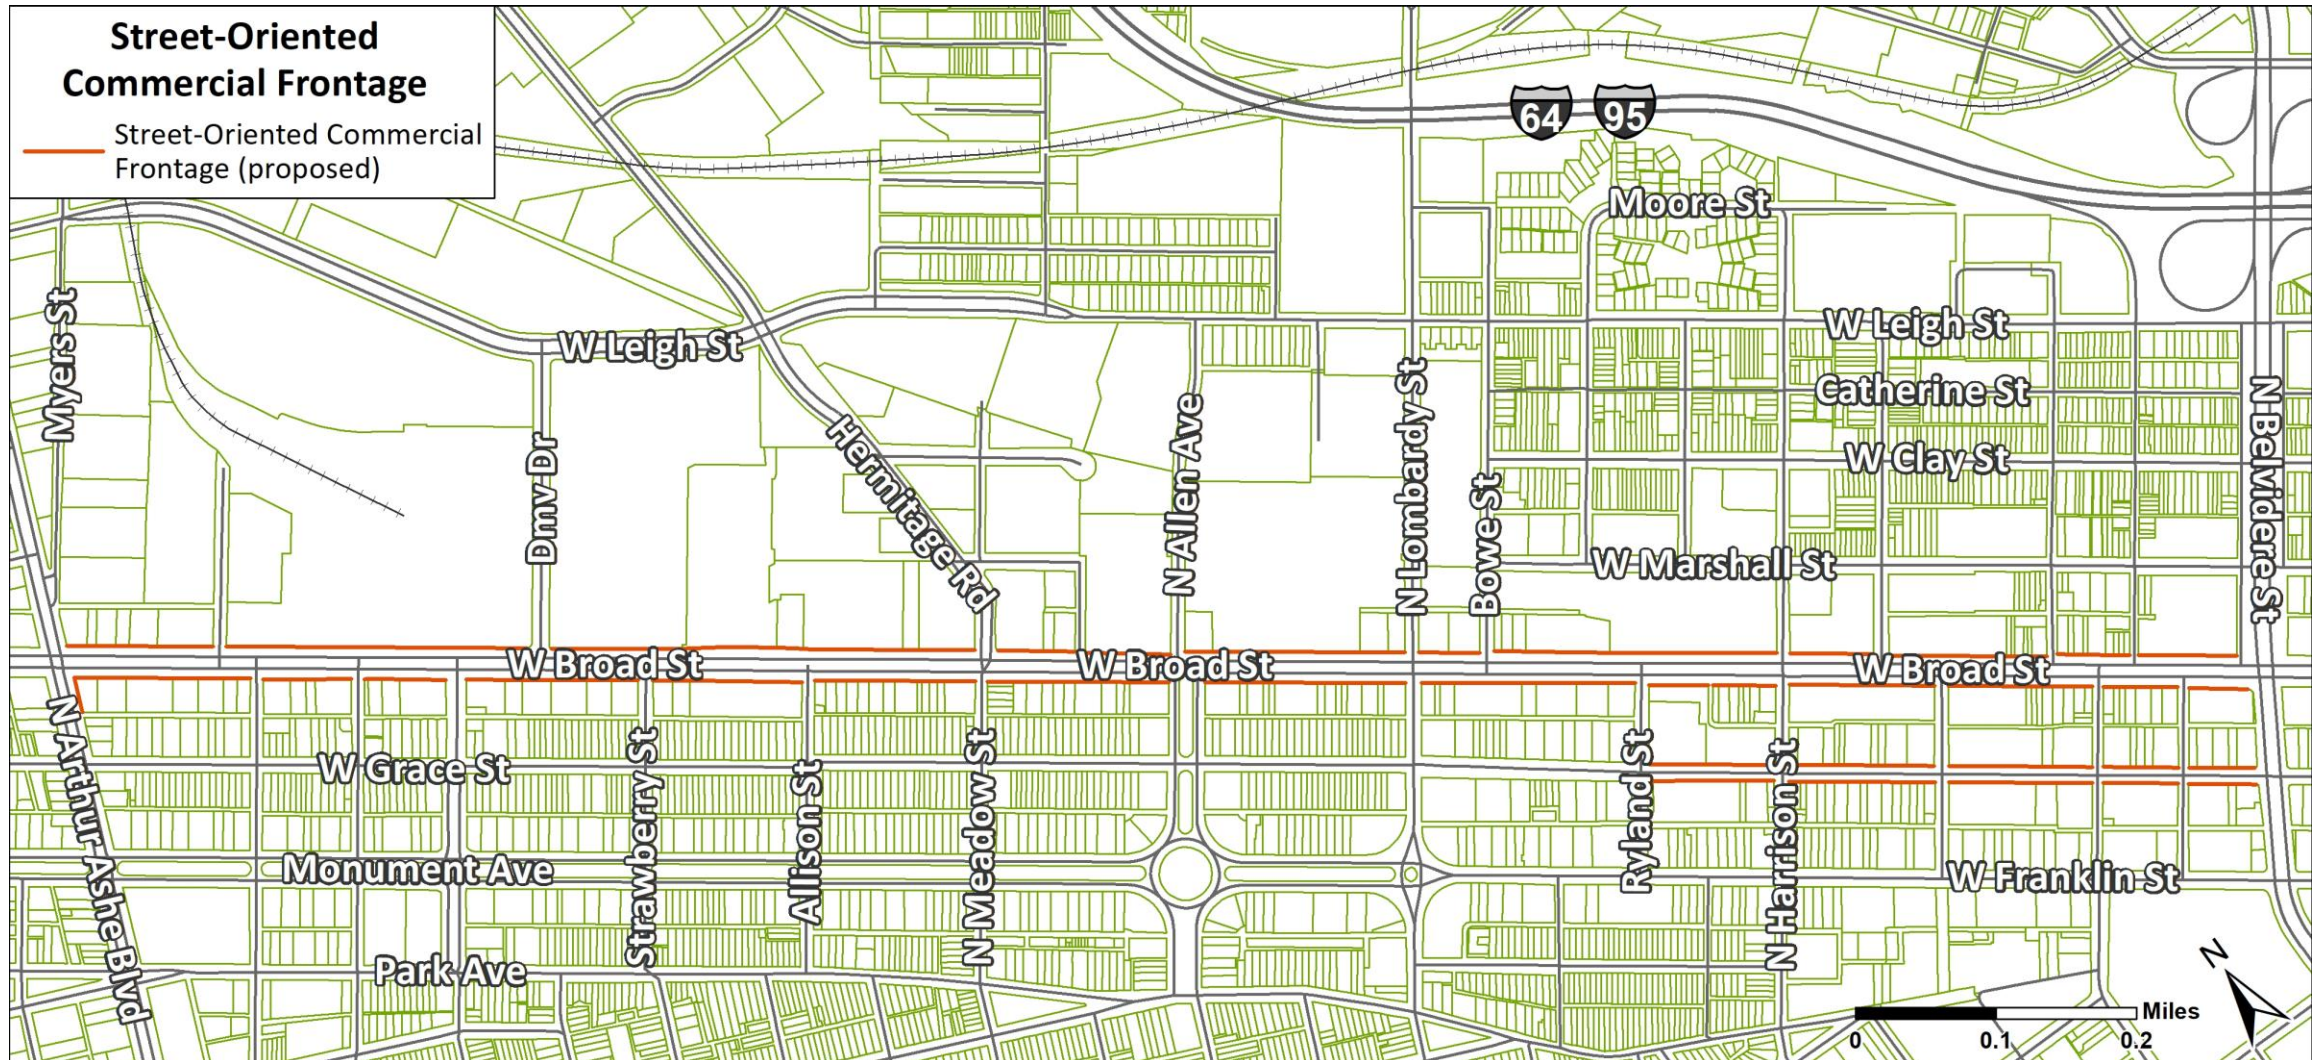 Street-Oriented
Commercial Frontage
Street-Oriented Commercial
Frontage (proposed)
64
95
Moore St
Myers St
W Leigh St
W Leigh St
Catherine St
N Belvidere St
Dmv Dr
Hermitage Rd
N Allen Ave
N Lombardy St
Bowe St
W Clay St
W Marshall St
W Broad St
W Broad St
W Broad St
N Arthur Ashe Blvd
W Grace St
Strawberry St
Allison St
N Meadow St
Ryland St
N Harrison St
Monument Ave
W Franklin St
Park Ave
N
Miles
0
0.1
0.2